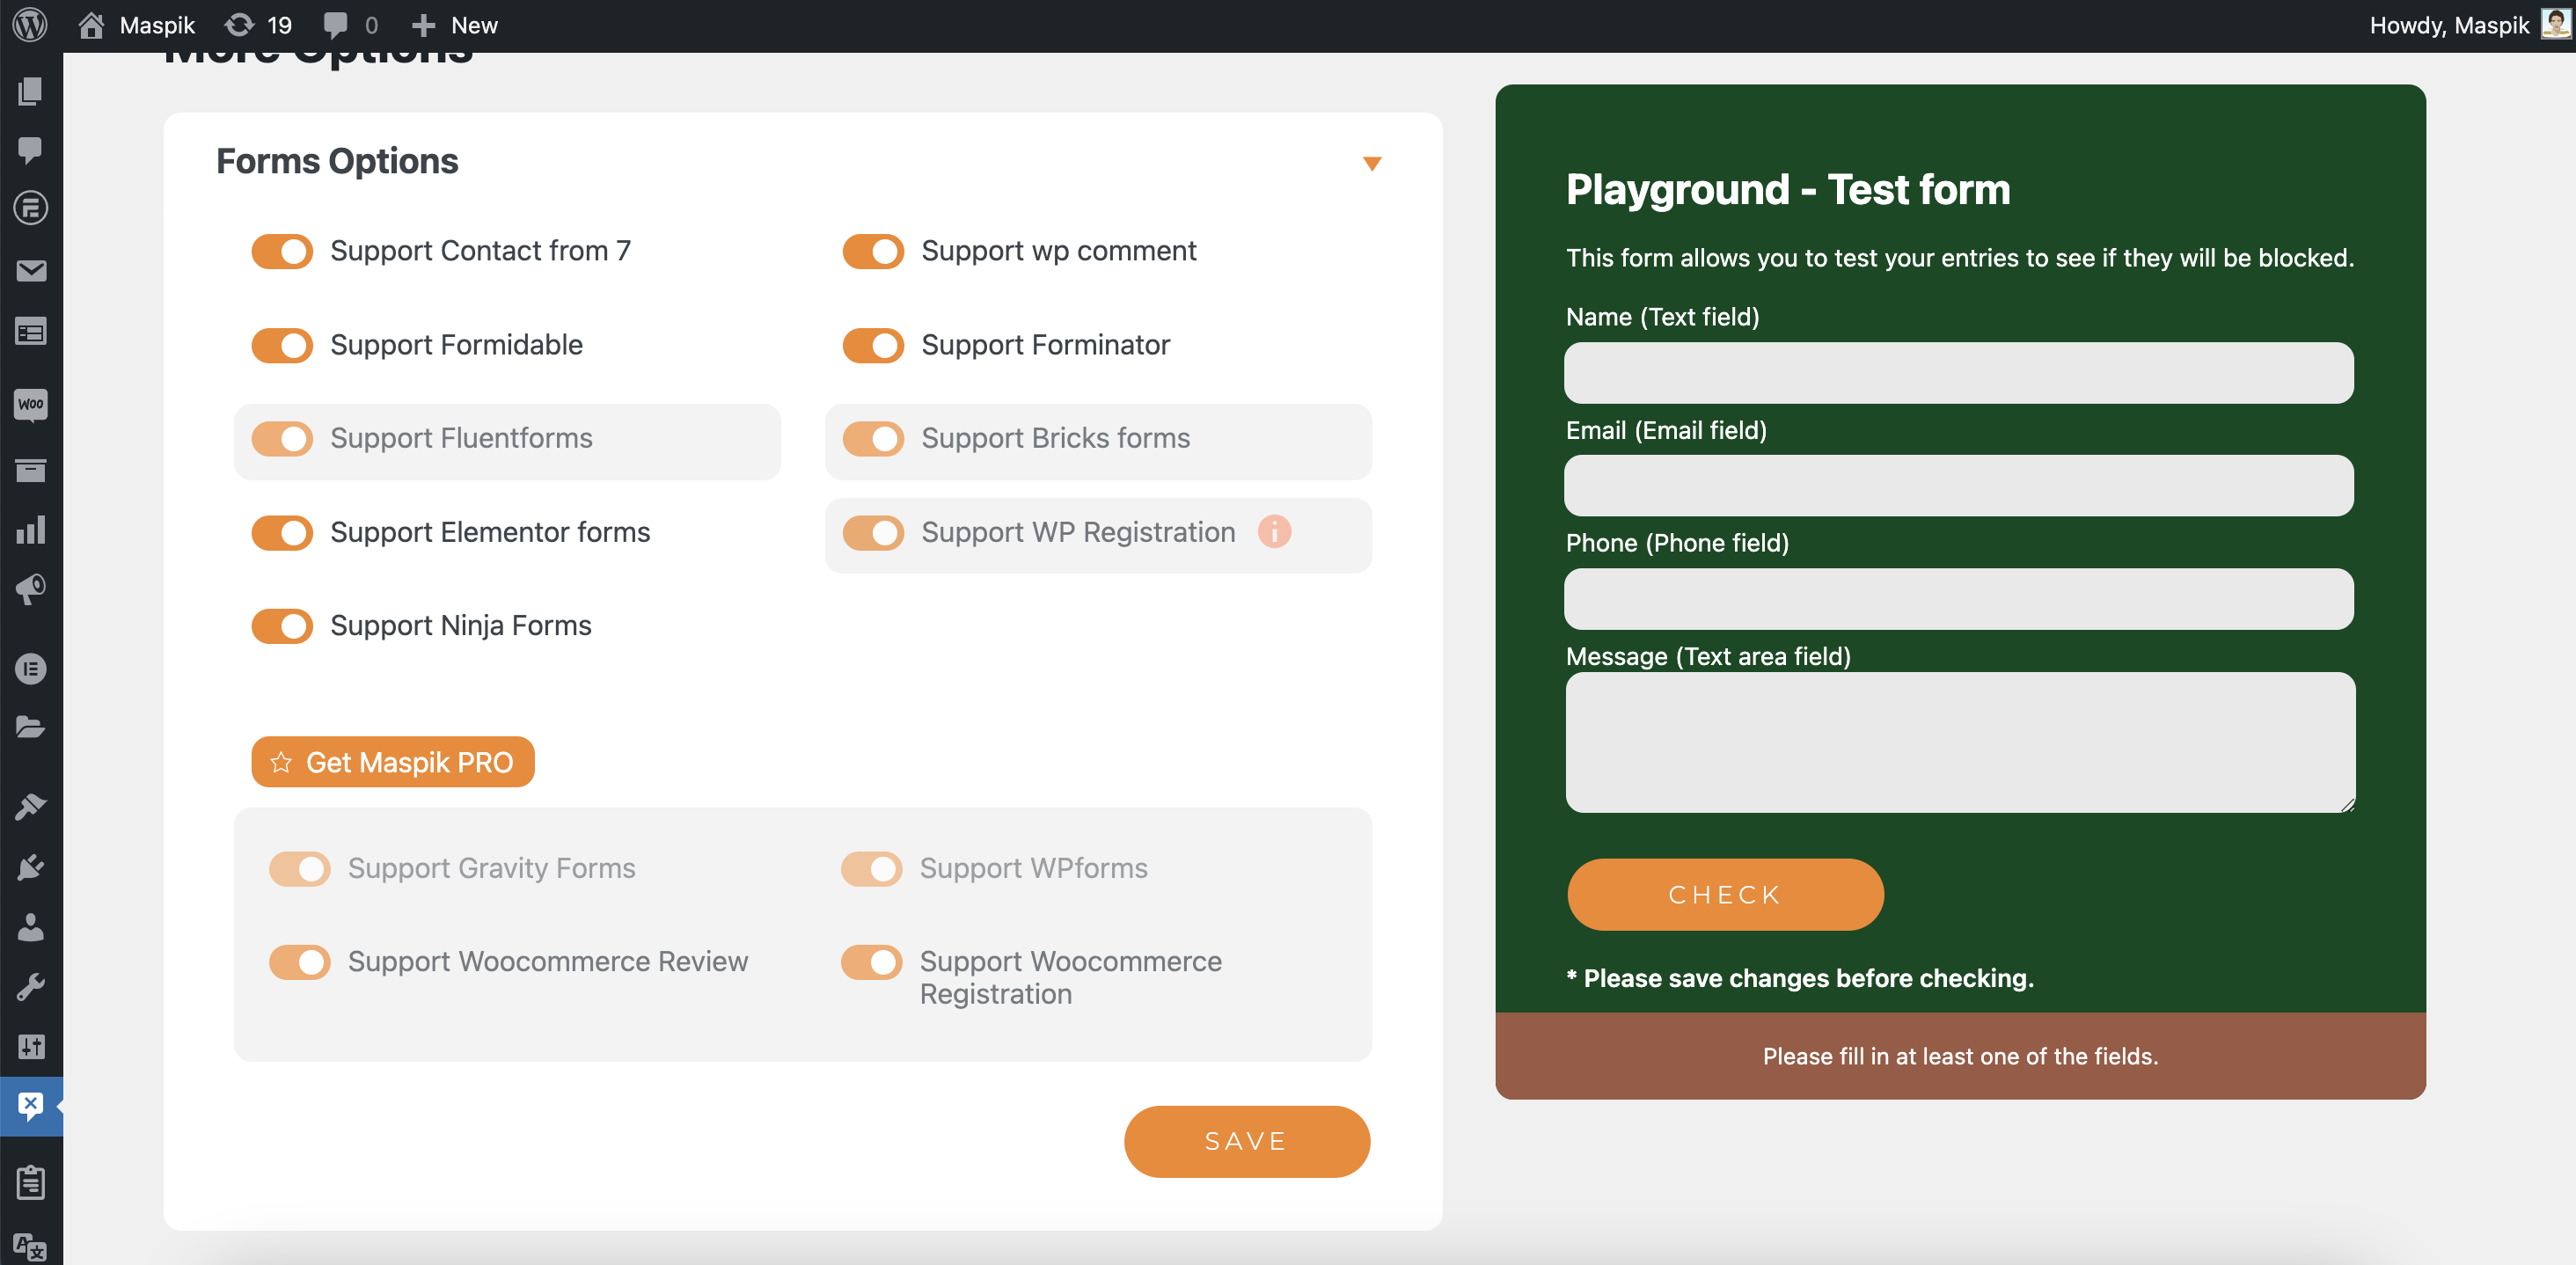 Maspik
19
0
New
Howdy, Maspik
More Options
Forms Options
Support Contact from 7
Support wp comment
Support Formidable
Support Forminator
Support Fluentforms
Support Bricks forms
Support Elementor forms
Support WP Registration
i
Support Ninja Forms
Get Maspik PRO
Support Gravity Forms
Support WPforms
Support Woocommerce Review
Support Woocommerce
Registration
SAVE
Playground - Test form
This form allows you to test your entries to see if they will be blocked.
Name (Text field)
Email (Email field)
Phone (Phone field)
Message (Text area field)
CHECK
* Please save changes before checking.
Please fill in at least one of the fields.
Woo